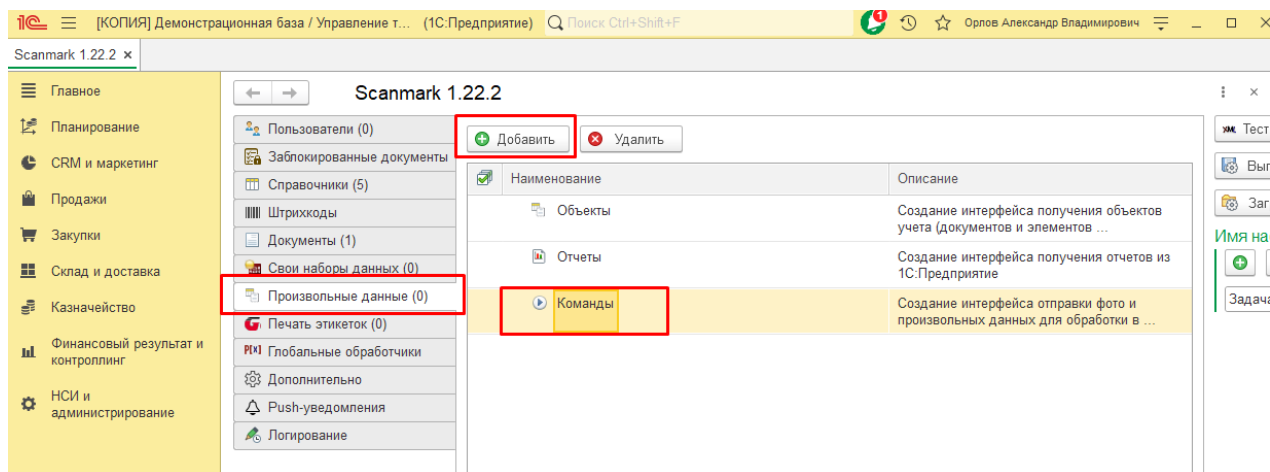 1С [КОПИЯ] Демонстрационная база / Управление т... (1С:Предприятие) Поиск Ctrl+Shift+F 1 Орлов Александр Владимирович
Scanmark 1.22.2 ×
Главное
Планирование
CRM и маркетинг
Продажи
Закупки
Склад и доставка
Казначейство
Финансовый результат и
контроллинг
НСИ и
администрирование
Scanmark 1.22.2
Пользователи (0)
Заблокированные документы
Справочники (5)
Штрихкоды
Документы (1)
Свои наборы данных (0)
Произвольные данные (0)
Печать этикеток (0)
P[X] Глобальные обработчики
Дополнительно
Push-уведомления
Логирование
Добавить Удалить
Наименование Описание
Объекты Создание интерфейса получения объектов
учета (документов и элементов ...
Отчеты Создание интерфейса получения отчетов из
1С:Предприятие
Команды Создание интерфейса отправки фото и
произвольных данных для обработки в ...
XML Тест
Выг
Заг
Имя на
Задача